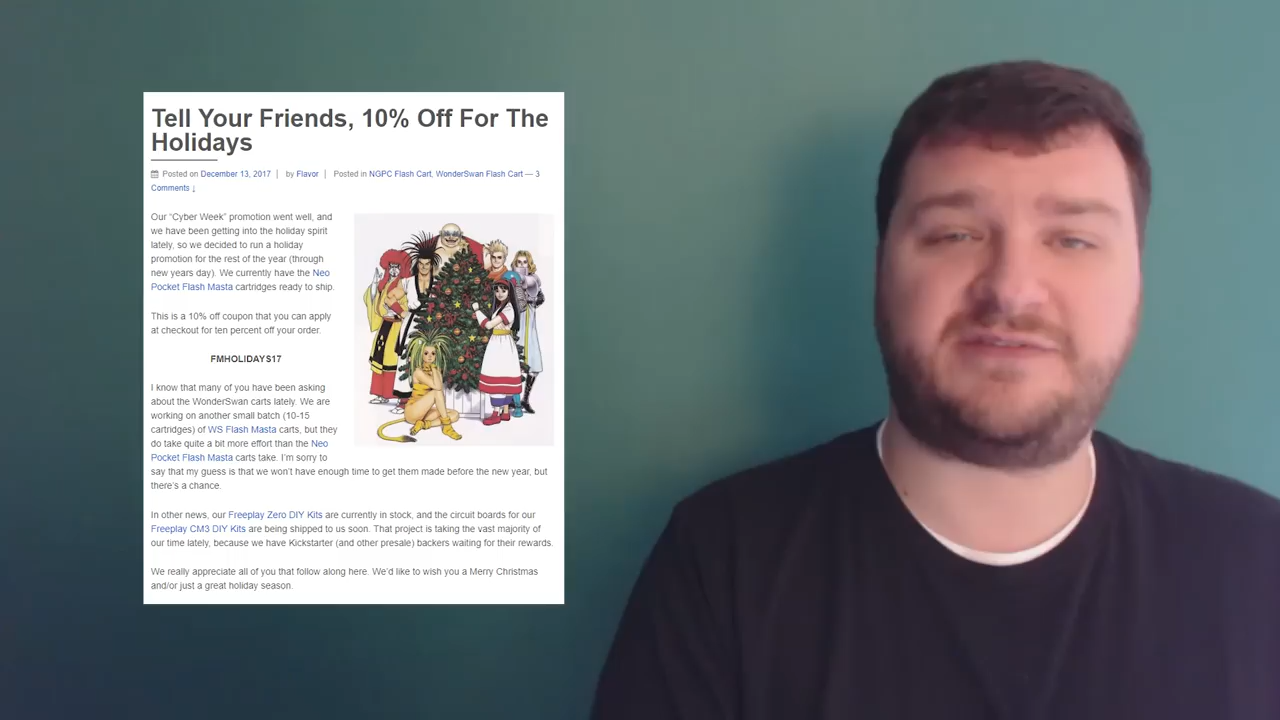 Tell Your Friends, 10% Off For The
Holidays
Posted on December 13, 2017 | by Flavor | Posted in NGPC Flash Cart, WonderSwan Flash Cart — 3
Comments ↓
Our “Cyber Week” promotion went well, and
we have been getting into the holiday spirit
lately, so we decided to run a holiday
promotion for the rest of the year (through
new years day). We currently have the Neo
Pocket Flash Masta cartridges ready to ship.
This is a 10% off coupon that you can apply
at checkout for ten percent off your order.
FMHOLIDAYS17
I know that many of you have been asking
about the WonderSwan carts lately. We are
working on another small batch (10-15
cartridges) of WS Flash Masta carts, but they
do take quite a bit more effort than the Neo
Pocket Flash Masta carts take. I’m sorry to
say that my guess is that we won’t have enough time to get them made before the new year, but
there’s a chance.
In other news, our Freeplay Zero DIY Kits are currently in stock, and the circuit boards for our
Freeplay CM3 DIY Kits are being shipped to us soon. That project is taking the vast majority of
our time lately, because we have Kickstarter (and other presale) backers waiting for their rewards.
We really appreciate all of you that follow along here. We’d like to wish you a Merry Christmas
and/or just a great holiday season.